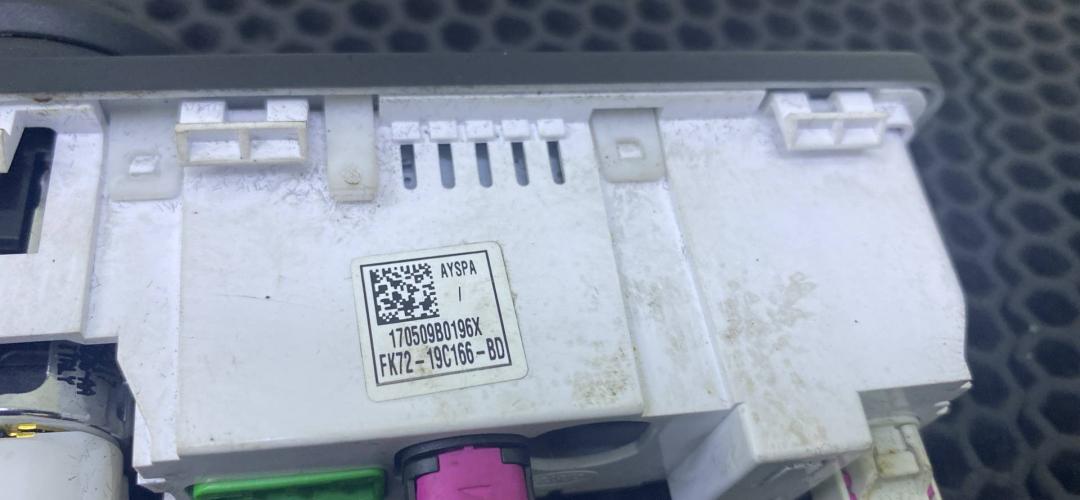 AYSPA
/
170509B0196X
FK72-19C166-BD